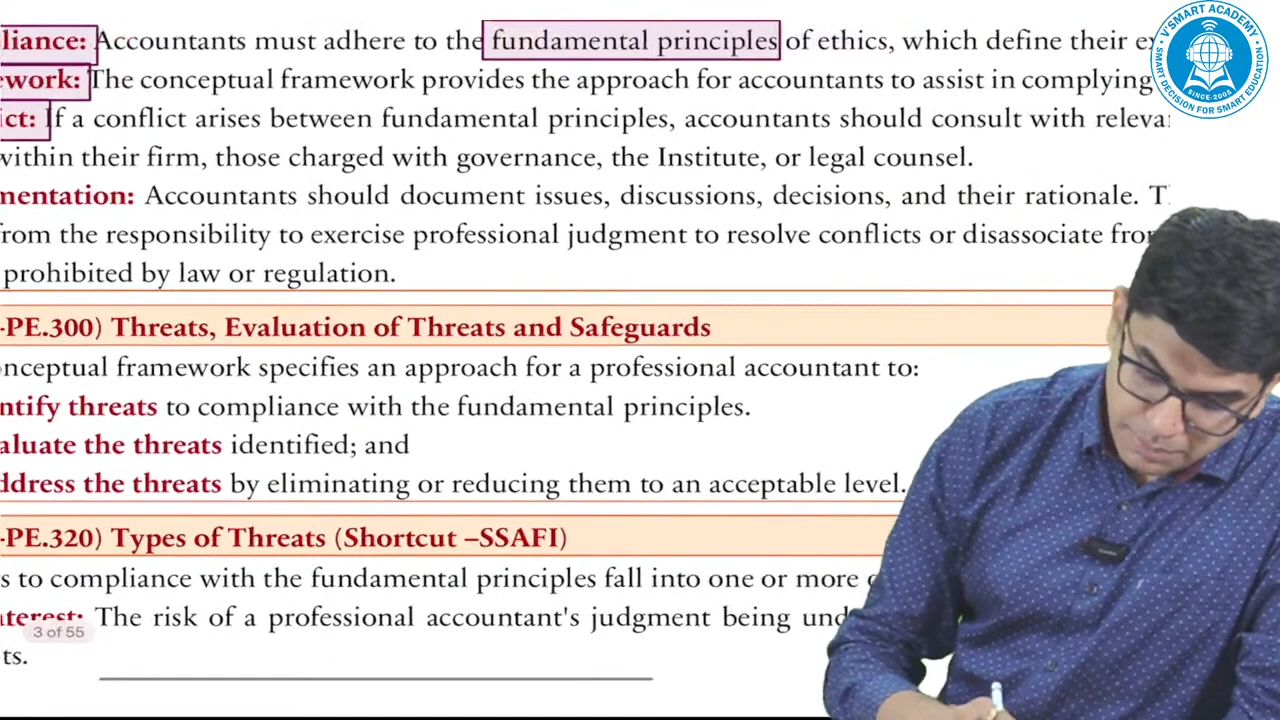 liance: Accountants must adhere to the fundamental principles of ethics, which define their ex
ework: The conceptual framework provides the approach for accountants to assist in complying
ict: If a conflict arises between fundamental principles, accountants should consult with releva
within their firm, those charged with governance, the Institute, or legal counsel.
mentation: Accountants should document issues, discussions, decisions, and their rationale. T
from the responsibility to exercise professional judgment to resolve conflicts or disassociate from
prohibited by law or regulation.
-PE.300) Threats, Evaluation of Threats and Safeguards
onceptual framework specifies an approach for a professional accountant to:
ntify threats to compliance with the fundamental principles.
aluate the threats identified; and
ddress the threats by eliminating or reducing them to an acceptable level.
-PE.320) Types of Threats (Shortcut –SSAFI)
s to compliance with the fundamental principles fall into one or more
nterest: The risk of a professional accountant's judgment being und
3 of 55
ts.
V'SMART ACADEMY
SINCE-2005
SMART DECISION FOR SMART EDUCATION